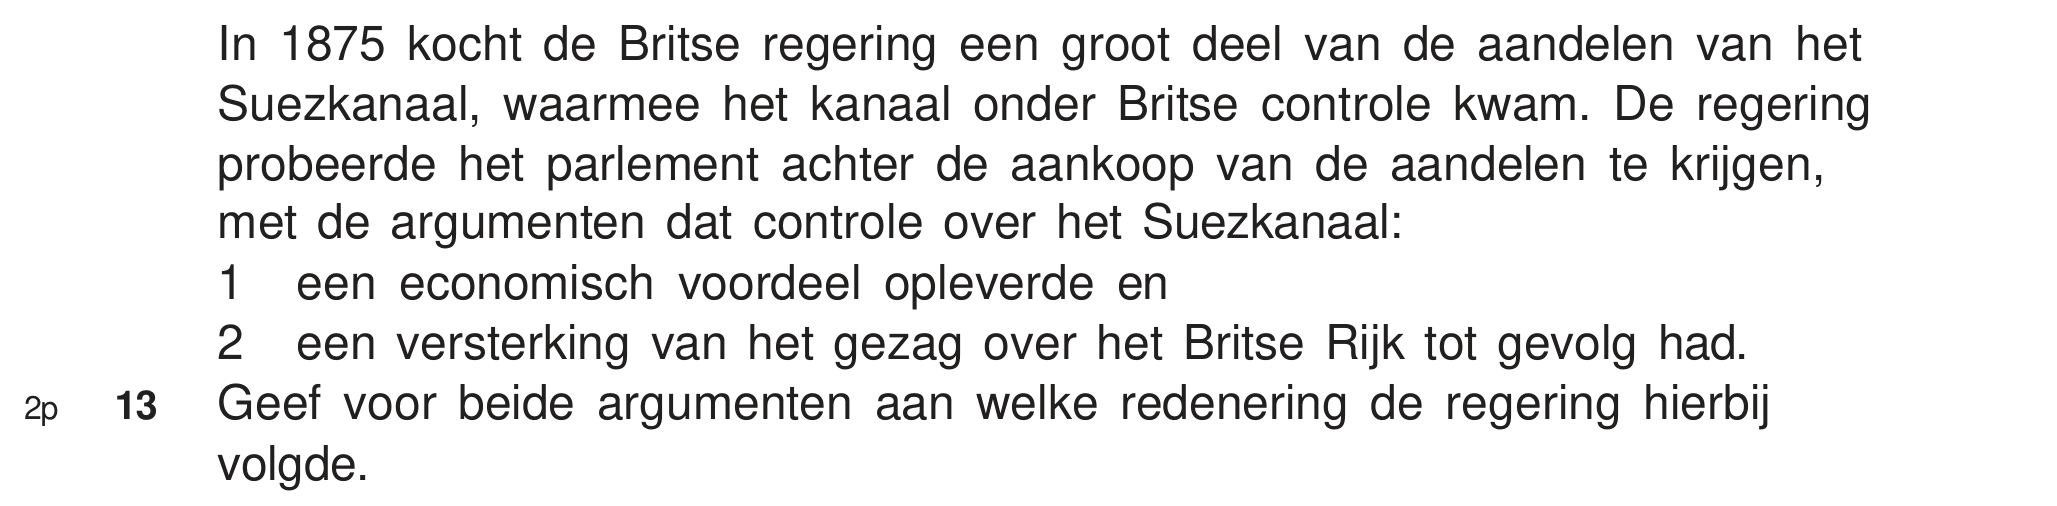 In 1875 kocht de Britse regering een groot deel van de aandelen van het
Suezkanaal, waarmee het kanaal onder Britse controle kwam. De regering
probeerde het parlement achter de aankoop van de aandelen te krijgen,
met de argumenten dat controle over het Suezkanaal:
1 een economisch voordeel opleverde en
2 een versterking van het gezag over het Britse Rijk tot gevolg had.
2p 13 Geef voor beide argumenten aan welke redenering de regering hierbij
volgde.